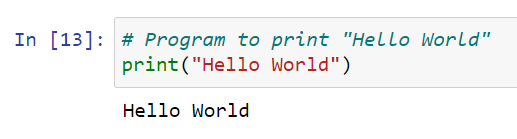 In [13]: # Program to print "Hello World"
print("Hello World")
Hello World